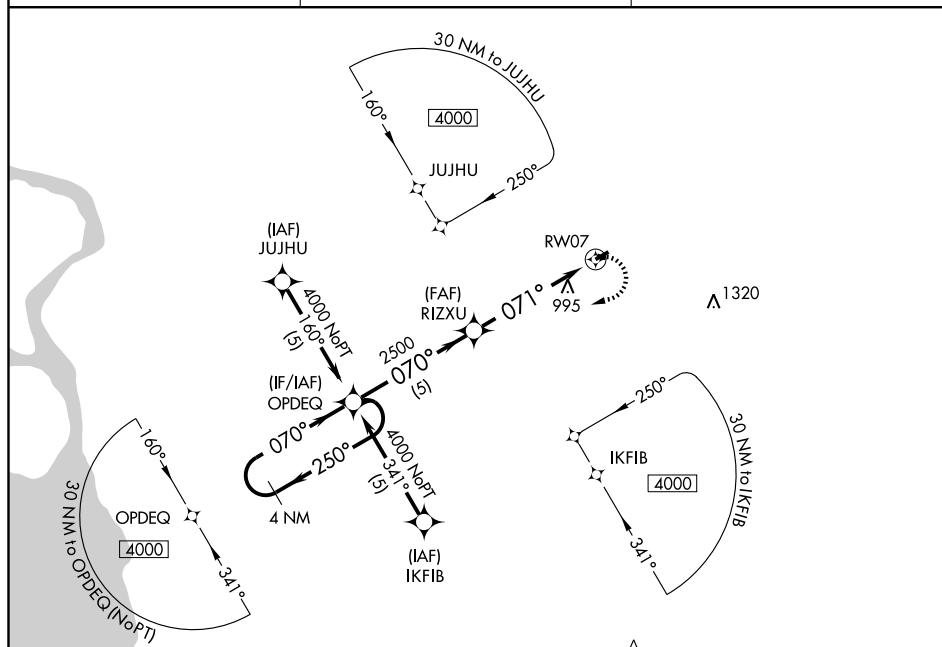 30 NM to JUJHU
160°
4000
JUJHU
250°
(IAF)
JUJHU
4000 NoPT
160°
(5)
RW07
071°
995
1320
(FAF)
RIZXU
2500
070°
(5)
(IF/IAF)
OPDEQ
070°
250°
4 NM
4000 NoPT
341°
(5)
(IAF)
IKFIB
160°
OPDEQ
4000
341°
30 NM to OPDEQ (NoPT)
250°
IKFIB
4000
341°
30 NM to IKFIB